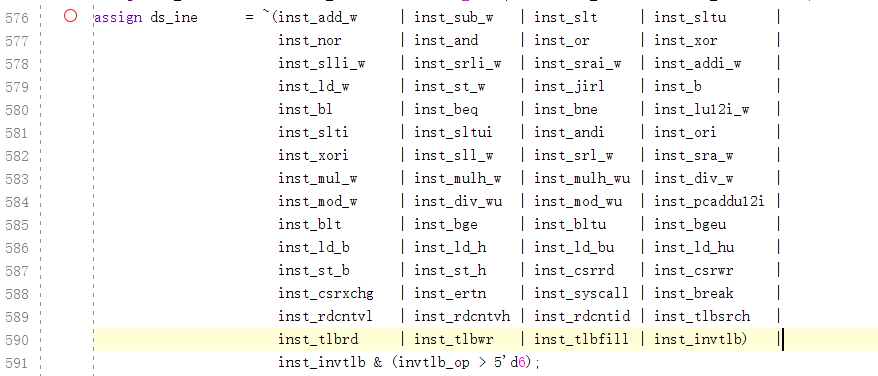 576 assign ds_ine = ~(inst_add_w | inst_sub_w | inst_slt | inst_sltu |
577 inst_nor | inst_and | inst_or | inst_xor |
578 inst_slli_w | inst_srli_w | inst_srai_w | inst_addi_w |
579 inst_ld_w | inst_st_w | inst_jirl | inst_b |
580 inst_bl | inst_beq | inst_bne | inst_lu12i_w |
581 inst_slti | inst_sltui | inst_andi | inst_ori |
582 inst_xori | inst_sll_w | inst_srl_w | inst_sra_w |
583 inst_mul_w | inst_mulh_w | inst_mulh_wu | inst_div_w |
584 inst_mod_w | inst_div_wu | inst_mod_wu | inst_pcaddu12i |
585 inst_blt | inst_bge | inst_bltu | inst_bgeu |
586 inst_ld_b | inst_ld_h | inst_ld_bu | inst_ld_hu |
587 inst_st_b | inst_st_h | inst_csrrd | inst_csrwr |
588 inst_csrxchg | inst_ertn | inst_syscall | inst_break |
589 inst_rdcntvl | inst_rdcntvh | inst_rdcntid | inst_tlbsrch |
590 inst_tlbrd | inst_tlbwr | inst_tlbfill | inst_invtlb) |
591 inst_invtlb & (invtlb_op > 5'd6);